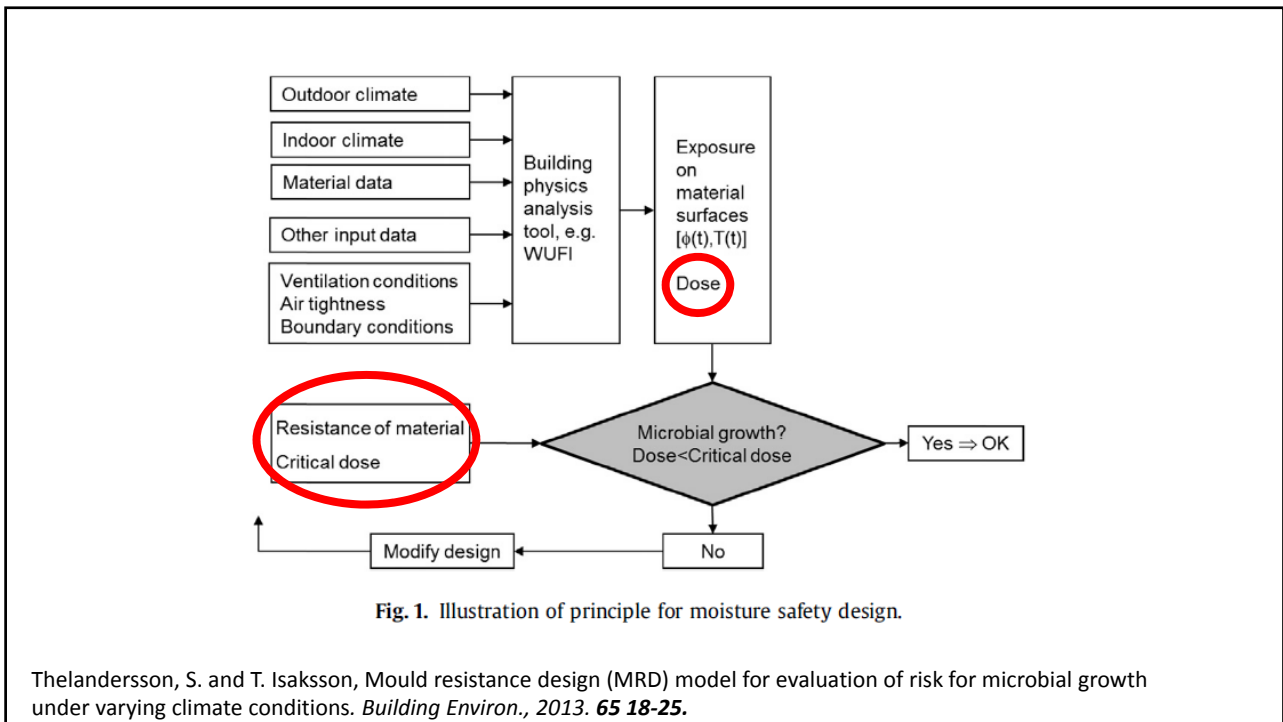 Outdoor climate
Indoor climate
Material data
Other input data
Ventilation conditions
Air tightness
Boundary conditions
Building
physics
analysis
tool, e.g.
WUFI
Exposure
on
material
surfaces
[ϕ(t),T(t)]
Dose
Resistance of material
Critical dose
Microbial growth?
Dose<Critical dose
Yes ⇒ OK
Modify design
No
Fig. 1. Illustration of principle for moisture safety design.
Thelandersson, S. and T. Isaksson, Mould resistance design (MRD) model for evaluation of risk for microbial growth
under varying climate conditions. Building Environ., 2013. 65 18-25.